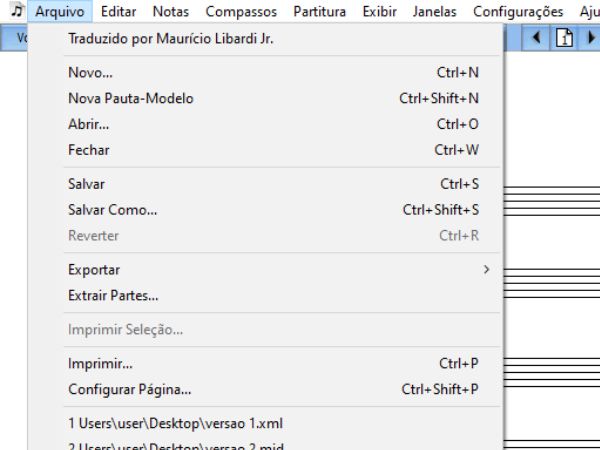 Arquivo Editar Notas Compassos Partitura Exibir Janelas Configurações Aju
Vo
1
Traduzido por Maurício Libardi Jr.
Novo... Ctrl+N
Nova Pauta-Modelo Ctrl+Shift+N
Abrir... Ctrl+O
Fechar Ctrl+W
Salvar Ctrl+S
Salvar Como... Ctrl+Shift+S
Reverter Ctrl+R
Exportar
Extrair Partes...
Imprimir Seleção...
Imprimir... Ctrl+P
Configurar Página... Ctrl+Shift+P
1 Users\user\Desktop\versao 1.xml
2 Users\user\Desktop\versao 2.mid